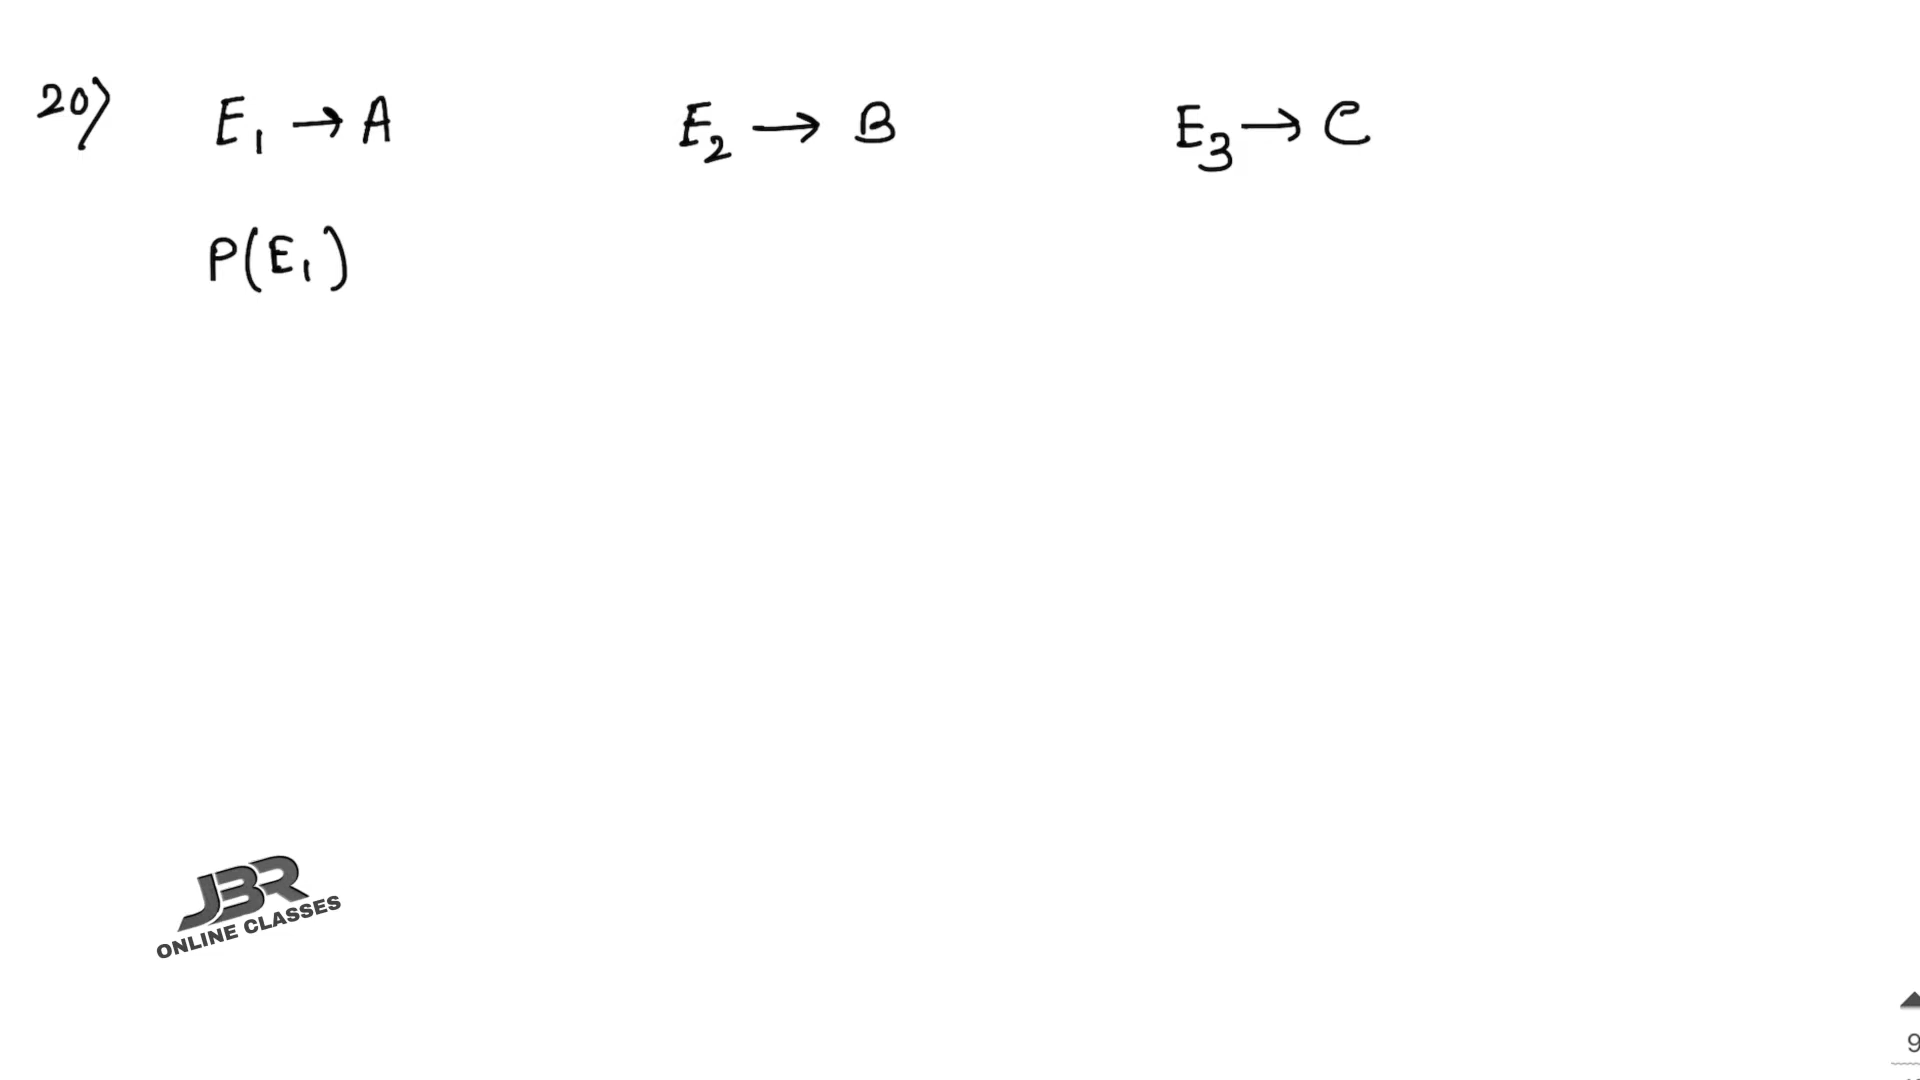 20) E₁ → A E₂ → B E₃ → C
P(E₁)
JBR
ONLINE CLASSES
9